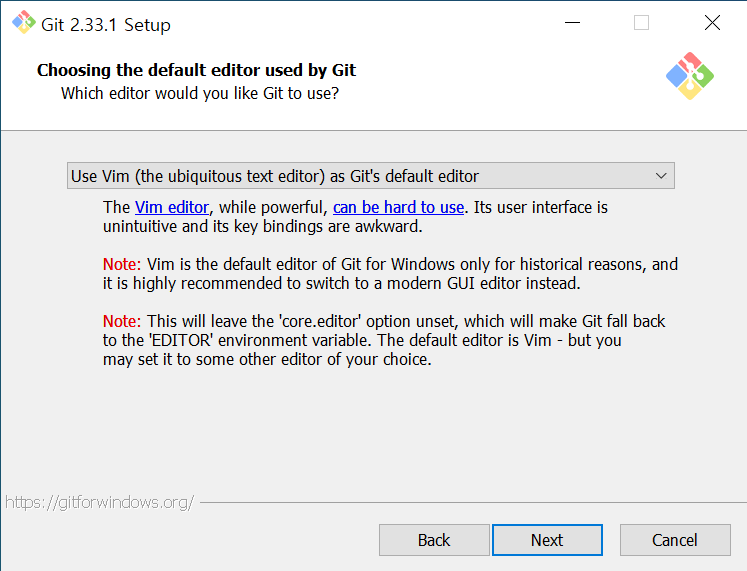 Git 2.33.1 Setup
Choosing the default editor used by Git
Which editor would you like Git to use?
Use Vim (the ubiquitous text editor) as Git's default editor
The Vim editor, while powerful, can be hard to use. Its user interface is
unintuitive and its key bindings are awkward.
Note: Vim is the default editor of Git for Windows only for historical reasons, and
it is highly recommended to switch to a modern GUI editor instead.
Note: This will leave the 'core.editor' option unset, which will make Git fall back
to the 'EDITOR' environment variable. The default editor is Vim - but you
may set it to some other editor of your choice.
https://gitforwindows.org/
Back
Next
Cancel